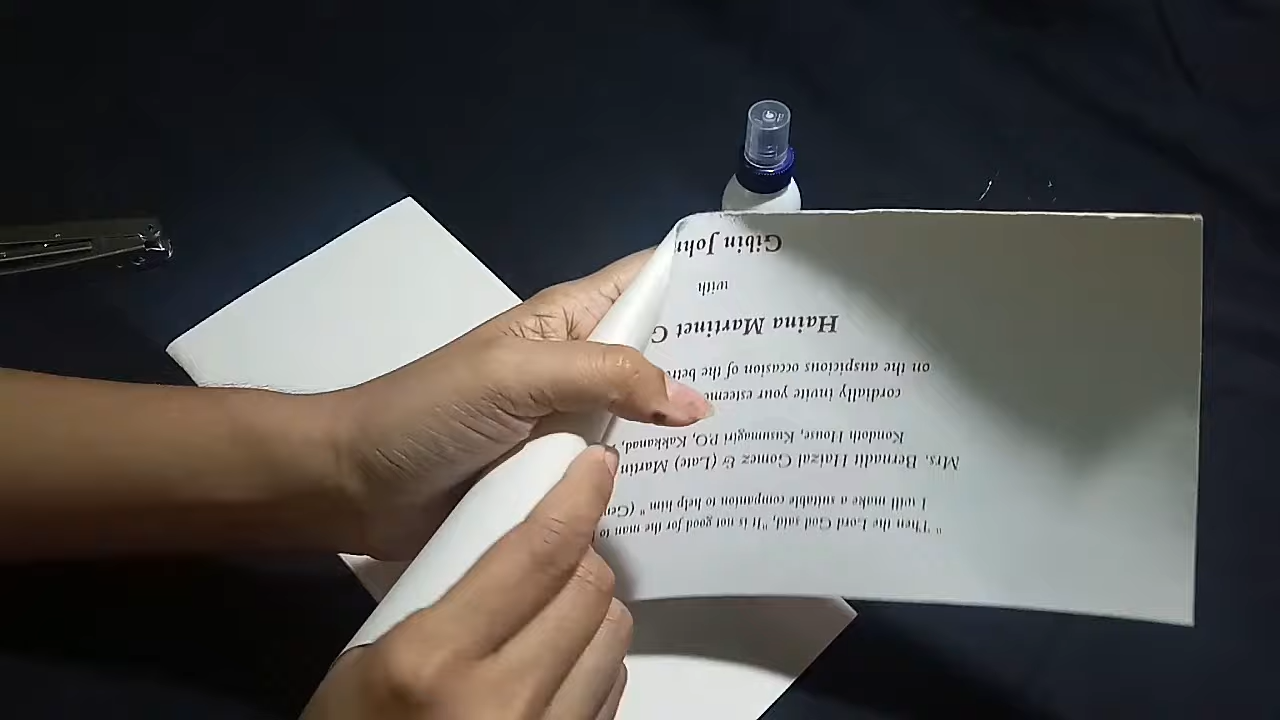 "Then the Lord God said, "It is not good for the man to
I will make a suitable companion to help him" (Gen
Mrs. Bernadit Haizal Gomez & (Late) Martin
Kondoth House, Kusumagiri P.O, Kakkanad,
cordially invite your esteeme
on the auspicious occasion of the betro
Haina Martinet G
with
Gibin John